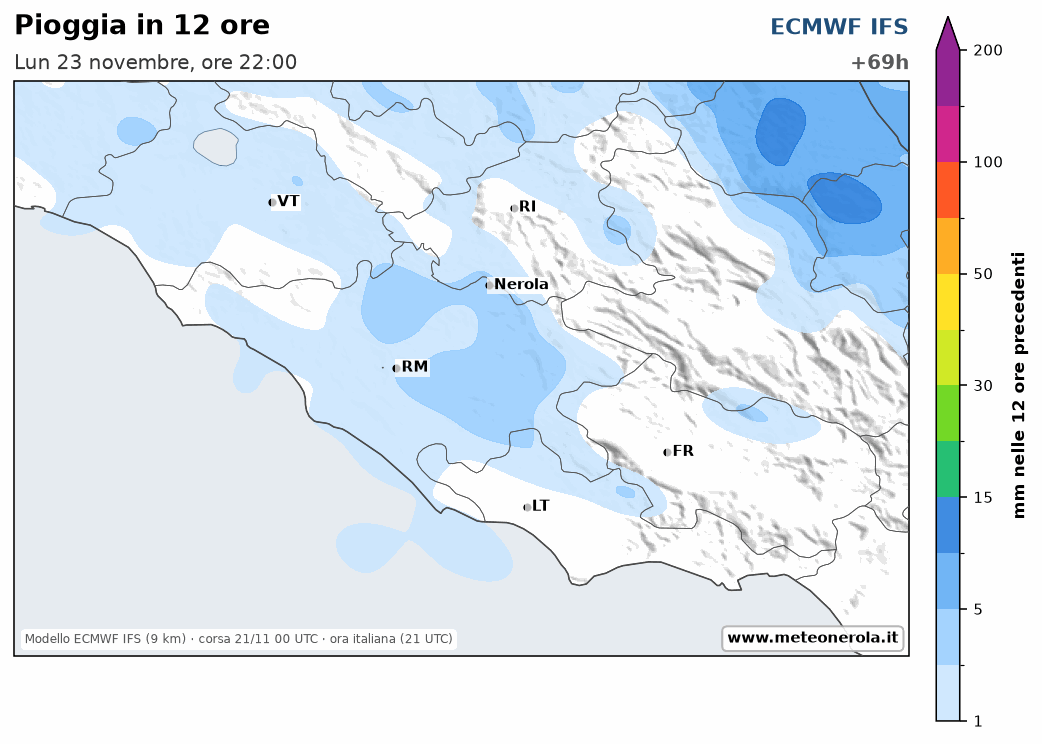 Pioggia in 12 ore
ECMWF IFS
Lun 23 novembre, ore 22:00
+69h
200
100
50
30
15
5
1
mm nelle 12 ore precedenti
VT
RI
Nerola
RM
FR
LT
Modello ECMWF IFS (9 km) · corsa 21/11 00 UTC · ora italiana (21 UTC)
www.meteonerola.it